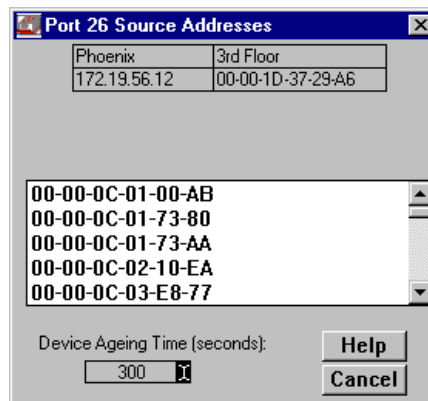 Port 26 Source Addresses
Phoenix 3rd Floor
172.19.56.12 00-00-1D-37-29-A6
00-00-0C-01-00-AB
00-00-0C-01-73-80
00-00-0C-01-73-AA
00-00-0C-02-10-EA
00-00-0C-03-E8-77
Device Ageing Time (seconds):
300
Help
Cancel